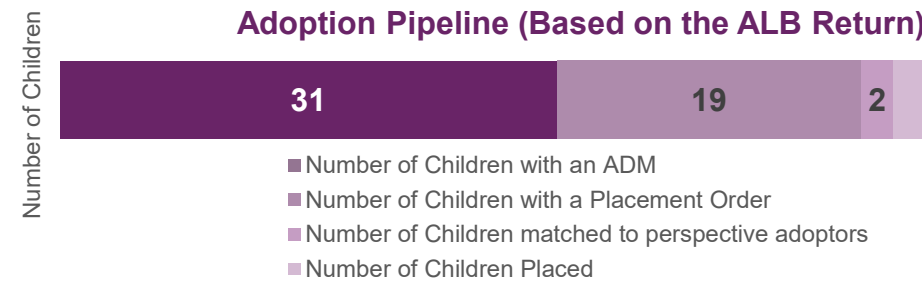 Adoption Pipeline (Based on the ALB Return)
Number of Children
31 19 2
Number of Children with an ADM
Number of Children with a Placement Order
Number of Children matched to perspective adoptors
Number of Children Placed